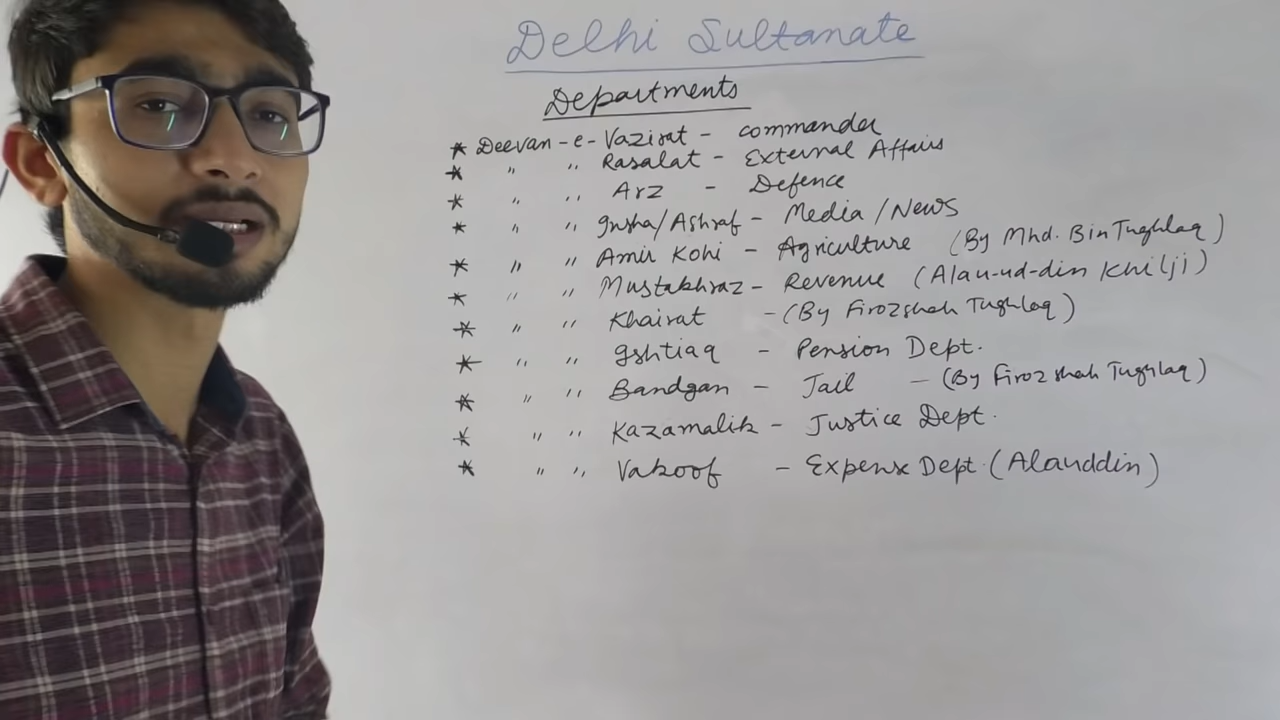 Delhi Sultanate
Departments
* Deevan - e - Vazirat - commander
* " " Rasalat - External Affairs
* " " Arz - Defence
* " " Insha/Ashraf - Media/News
* " " Amir Kohi - Agriculture (By Mhd. Bin Tughlaq)
* " " Mustakhraz - Revenue (Alau-ud-din Khilji)
* " " Khairat - (By Firozshah Tughlaq)
* " " Ishtiaq - Pension Dept.
* " " Bandgan - Jail - (By Firoz shah Tughlaq)
* " " Kazamalik - Justice Dept.
* " " Vakoof - Expense Dept. (Alauddin)